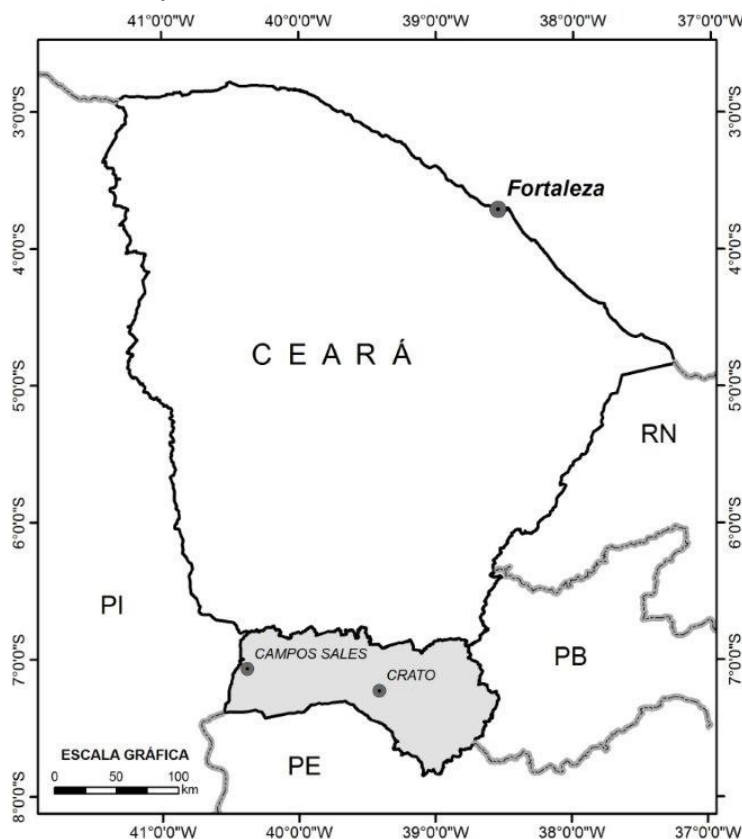 41°0'0"W 40°0'0"W 39°0'0"W 38°0'0"W 37°0'0"W
3°0'0"S 3°0'0"S
Fortaleza
4°0'0"S 4°0'0"S
CEARÁ
5°0'0"S 5°0'0"S
RN
6°0'0"S 6°0'0"S
PI
CAMPOS SALES
PB
7°0'0"S 7°0'0"S
CRATO
ESCALA GRÁFICA
PE
0 50 100
km
8°0'0"S 8°0'0"S
41°0'0"W 40°0'0"W 39°0'0"W 38°0'0"W 37°0'0"W